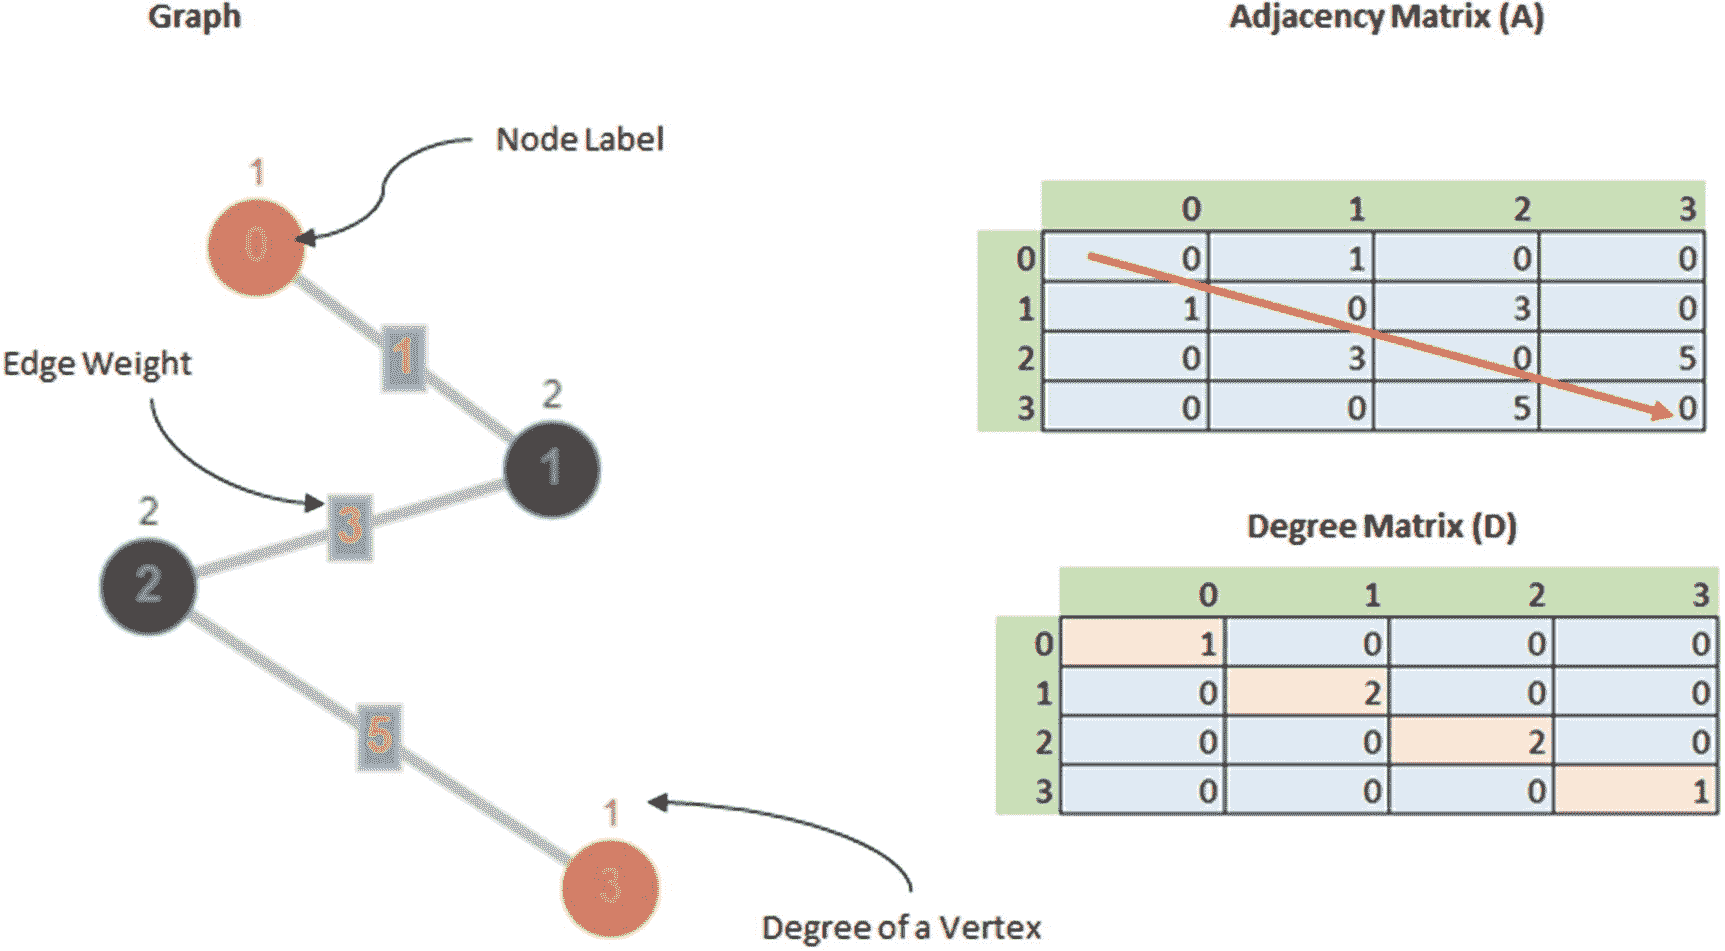 Graph
Adjacency Matrix (A)
Node Label
1
0
1
Edge Weight
2
1
3
2
2
5
1
3
Degree of a Vertex
0 1 2 3
0 0 1 0 0
1 1 0 3 0
2 0 3 0 5
3 0 0 5 0
Degree Matrix (D)
0 1 2 3
0 1 0 0 0
1 0 2 0 0
2 0 0 2 0
3 0 0 0 1